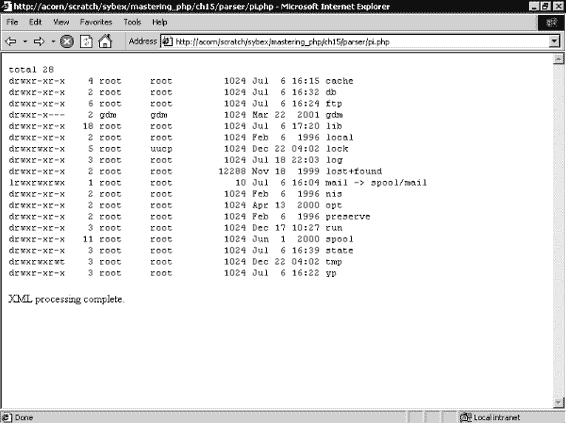 http://acorn/scratch/sybex/mastering_php/ch15/parser/pi.php - Microsoft Internet Explorer
File Edit View Favorites Tools Help
Address http://acorn/scratch/sybex/mastering_php/ch15/parser/pi.php
total 28
drwxr-xr-x 4 root root 1024 Jul 6 16:15 cache
drwxr-xr-x 2 root root 1024 Jul 6 16:32 db
drwxr-xr-x 6 root root 1024 Jul 6 16:24 ftp
drwxr-x--- 2 gdm gdm 1024 Mar 22 2001 gdm
drwxr-xr-x 18 root root 1024 Jul 6 17:20 lib
drwxr-xr-x 2 root root 1024 Feb 6 1996 local
drwxrwxr-x 5 root uucp 1024 Dec 22 04:02 lock
drwxr-xr-x 3 root root 1024 Jul 18 22:03 log
drwxr-xr-x 2 root root 12288 Nov 18 1999 lost+found
lrwxrwxrwx 1 root root 10 Jul 6 16:04 mail -> spool/mail
drwxr-xr-x 2 root root 1024 Feb 6 1996 nis
drwxr-xr-x 2 root root 1024 Apr 13 2000 opt
drwxr-xr-x 2 root root 1024 Feb 6 1996 preserve
drwxr-xr-x 3 root root 1024 Dec 17 10:27 run
drwxr-xr-x 11 root root 1024 Jun 1 2000 spool
drwxr-xr-x 3 root root 1024 Jul 6 16:39 state
drwxrwxrwt 3 root root 1024 Dec 22 04:02 tmp
drwxr-xr-x 3 root root 1024 Jul 6 16:22 yp
XML processing complete.
Done Local intranet